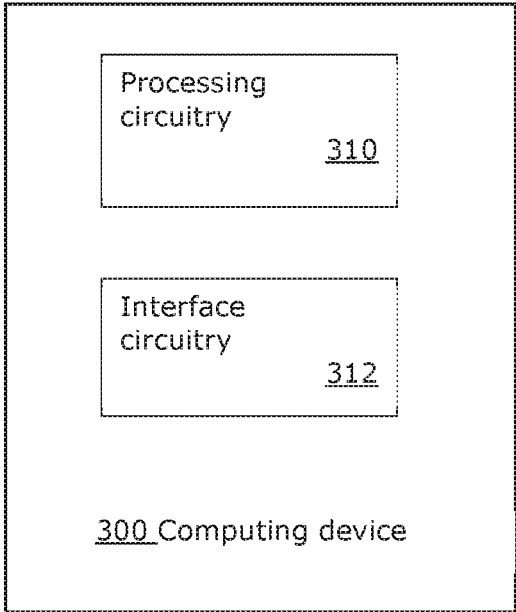 Processing
circuitry
310
Interface
circuitry
312
300 Computing device